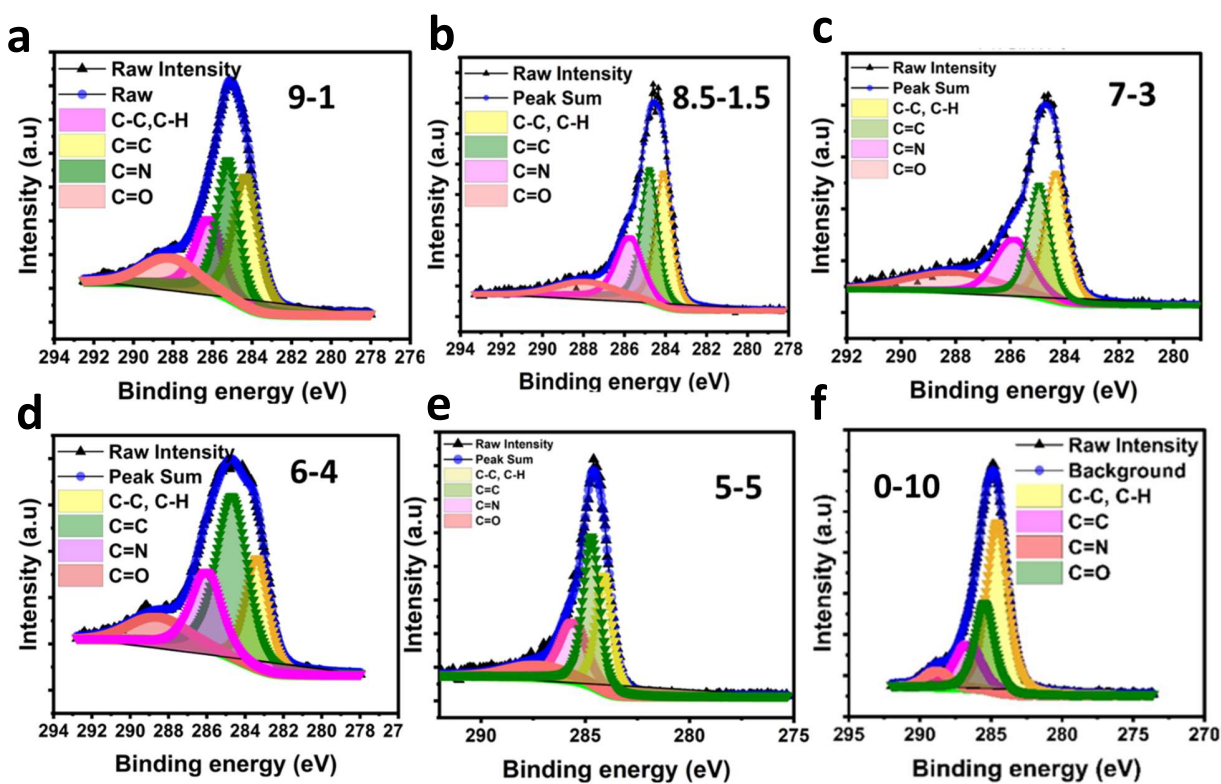 a
9-1
Raw Intensity
Raw
C-C,C-H
C=C
C=N
C=O
Intensity (a.u)
294 292 290 288 286 284 282 280 278 276
Binding energy (eV)
b
8.5-1.5
Raw Intensity
Peak Sum
C-C, C-H
C=C
C=N
C=O
Intensity (a.u)
294 292 290 288 286 284 282 280 278
Binding energy (eV)
c
7-3
Raw Intensity
Peak Sum
C-C, C-H
C=C
C=N
C=O
Intensity (a.u)
292 290 288 286 284 282 280
Binding energy (eV)
d
6-4
Raw Intensity
Peak Sum
C-C, C-H
C=C
C=N
C=O
Intensity (a.u)
294 292 290 288 286 284 282 280 278 27
Binding energy (eV)
e
5-5
Raw Intensity
Peak Sum
C-C, C-H
C=C
C=N
C=O
Intensity (a.u)
290 285 280 275
Binding energy (eV)
f
0-10
Raw Intensity
Background
C-C, C-H
C=C
C=N
C=O
Intensity (a.u)
295 290 285 280 275 270
Binding energy (eV)